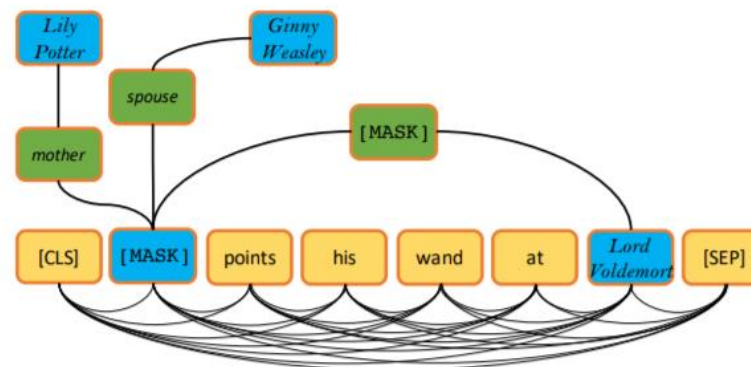 Lily
Potter
Ginny
Weasley
spouse
[MASK]
mother
[CLS] [MASK] points his wand at Lord Voldemort [SEP]